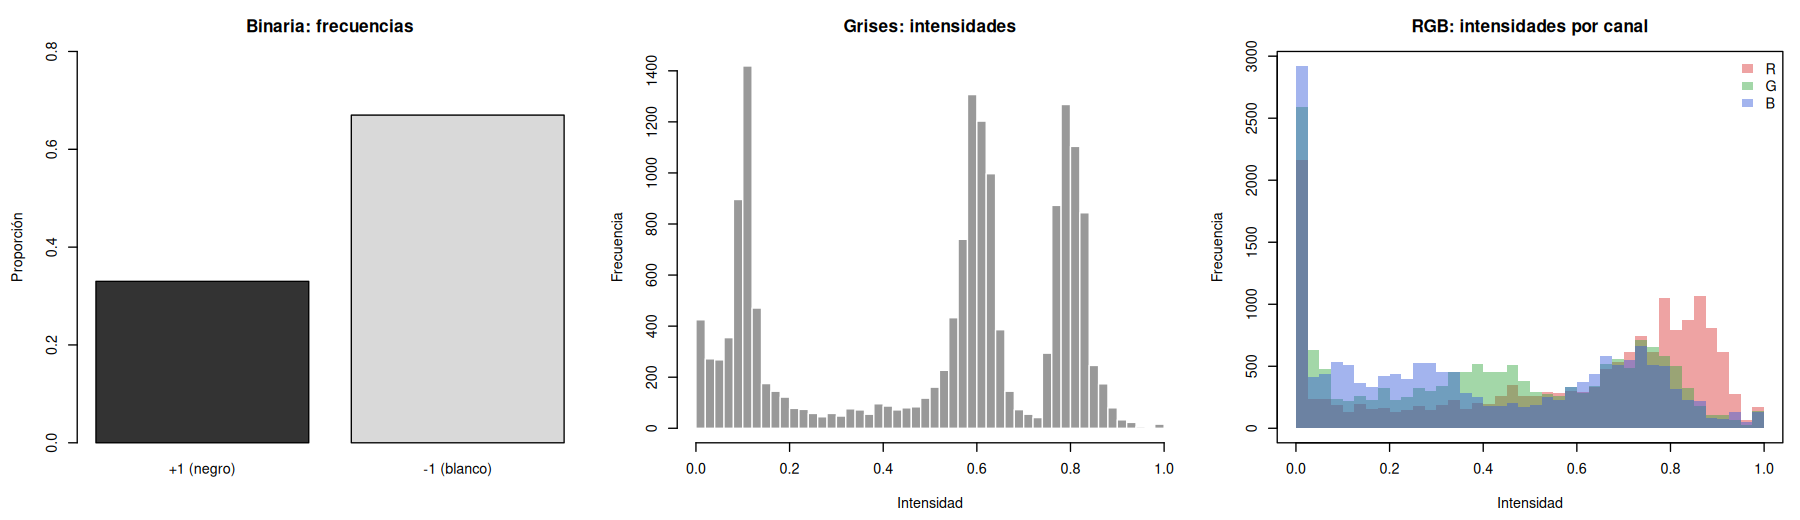 Binaria: frecuencias
Proporción
0.8
0.6
0.4
0.2
0.0
+1 (negro)
-1 (blanco)
Grises: intensidades
Frecuencia
1400
1200
1000
800
600
400
200
0
0.0 0.2 0.4 0.6 0.8 1.0
Intensidad
RGB: intensidades por canal
Frecuencia
3000
2500
2000
1500
1000
500
0
R
G
B
0.0 0.2 0.4 0.6 0.8 1.0
Intensidad